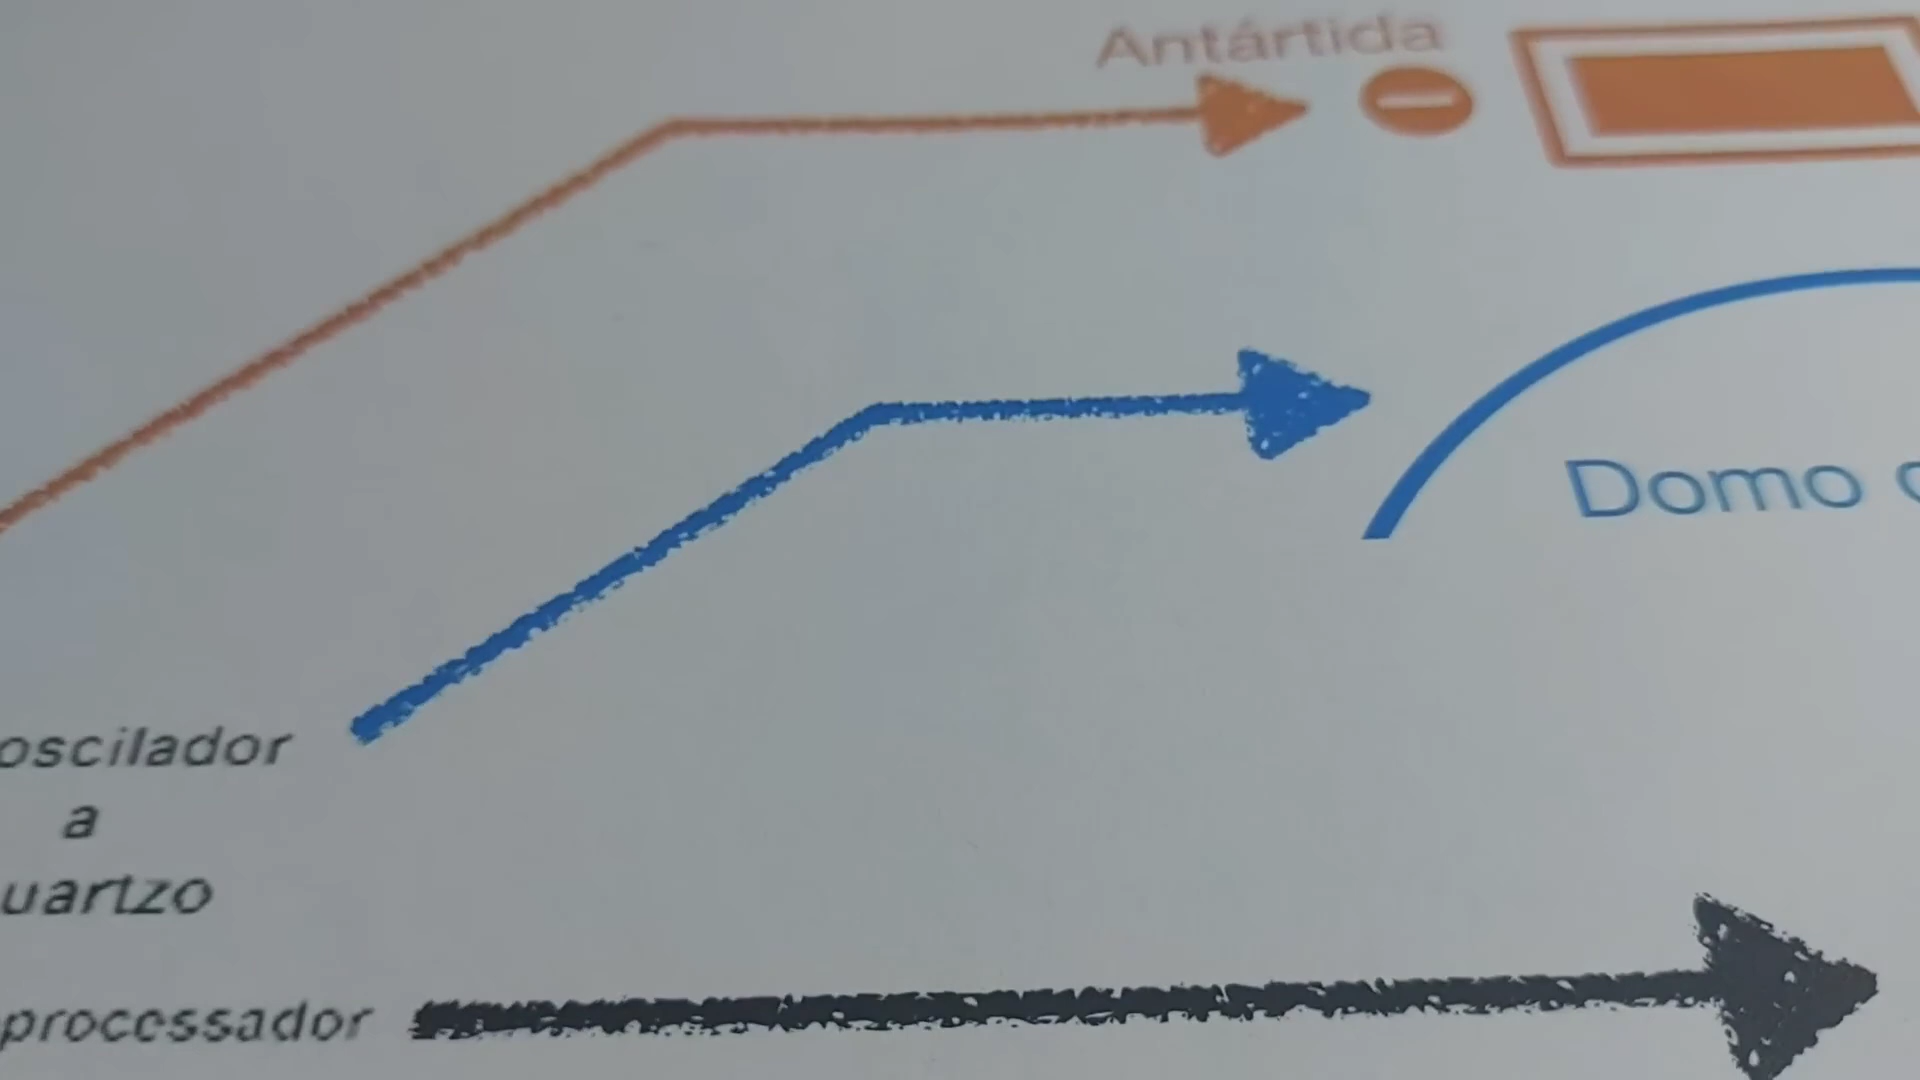 Antártida
Domo
oscilador
a
uartzo
processador